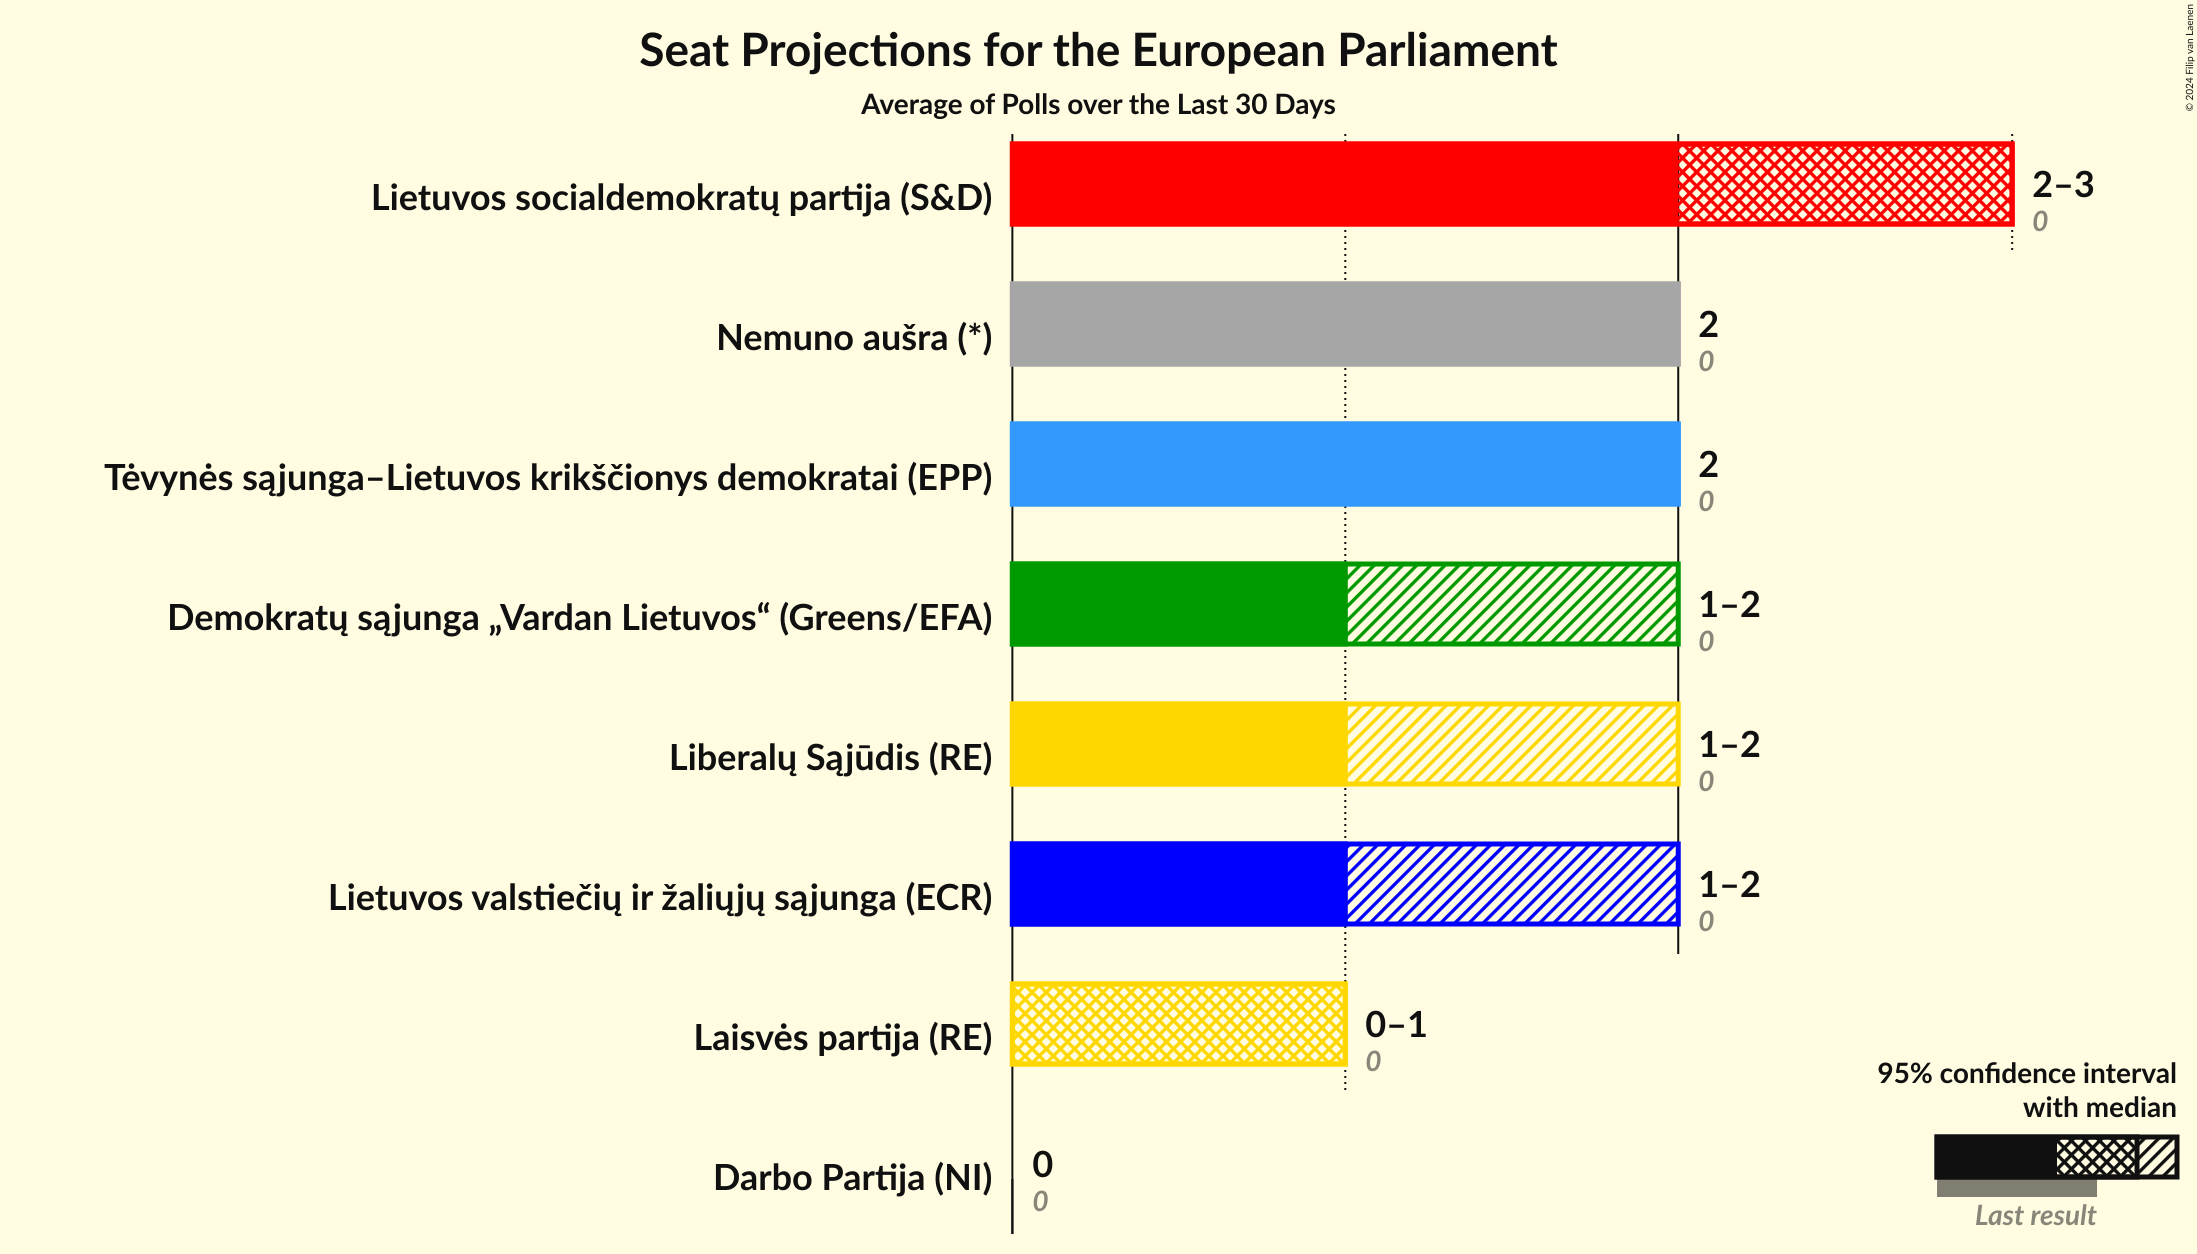 Seat Projections for the European Parliament
Average of Polls over the Last 30 Days
© 2024 Filip van Laenen
Lietuvos socialdemokratų partija (S&D)
2–3
0
Nemuno aušra (*)
2
0
Tėvynės sąjunga–Lietuvos krikščionys demokratai (EPP)
2
0
Demokratų sąjunga „Vardan Lietuvos“ (Greens/EFA)
1–2
0
Liberalų Sąjūdis (RE)
1–2
0
Lietuvos valstiečių ir žaliųjų sąjunga (ECR)
1–2
0
Laisvės partija (RE)
0–1
0
Darbo Partija (NI)
0
0
95% confidence interval
with median
Last result